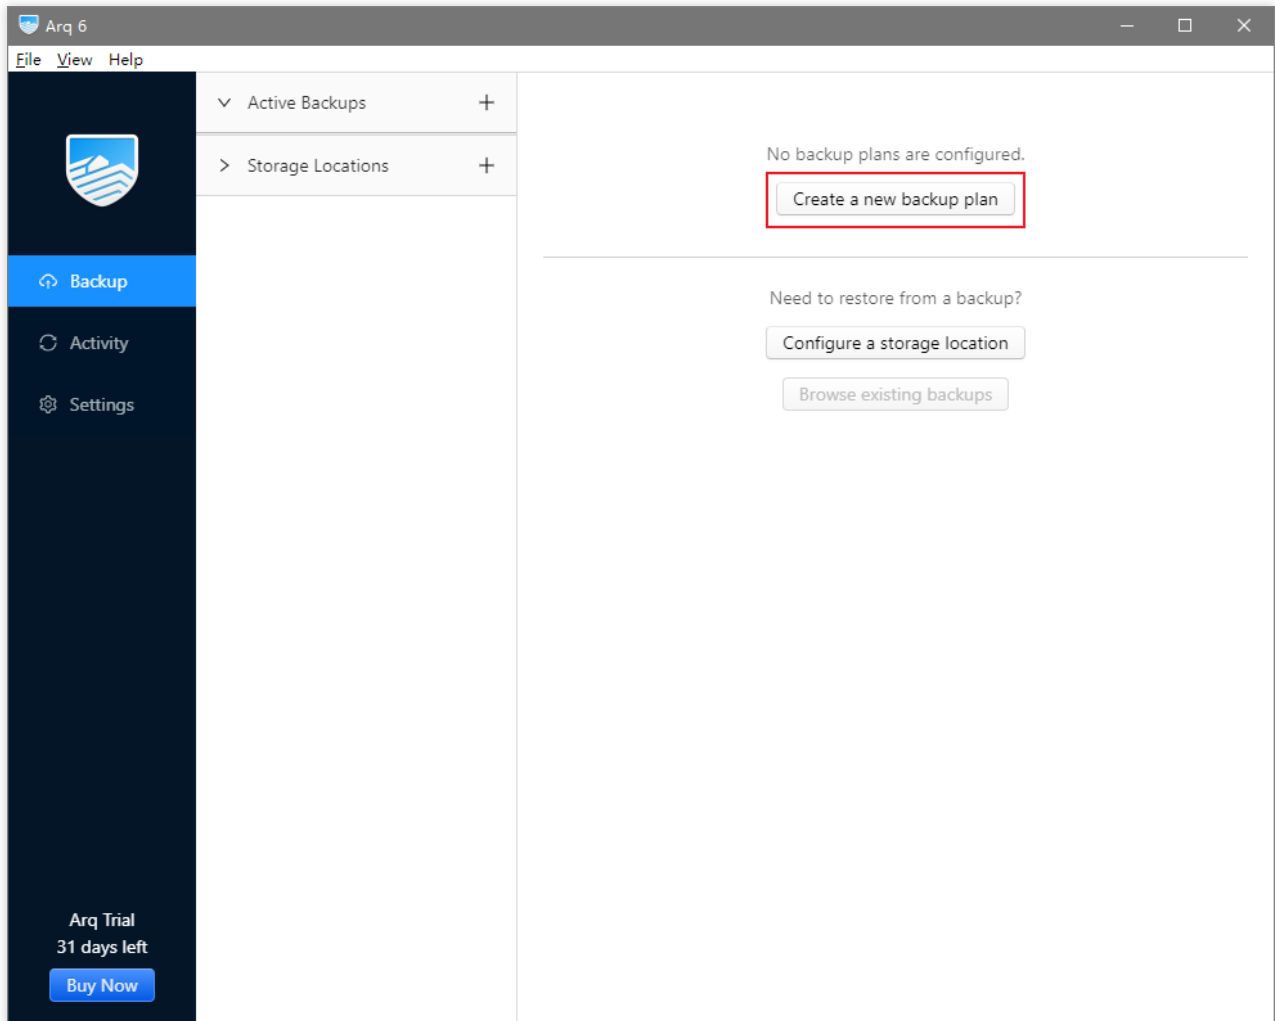 Arq 6
File View Help
Active Backups
Storage Locations
No backup plans are configured.
Create a new backup plan
Need to restore from a backup?
Configure a storage location
Browse existing backups
Backup
Activity
Settings
Arq Trial
31 days left
Buy Now